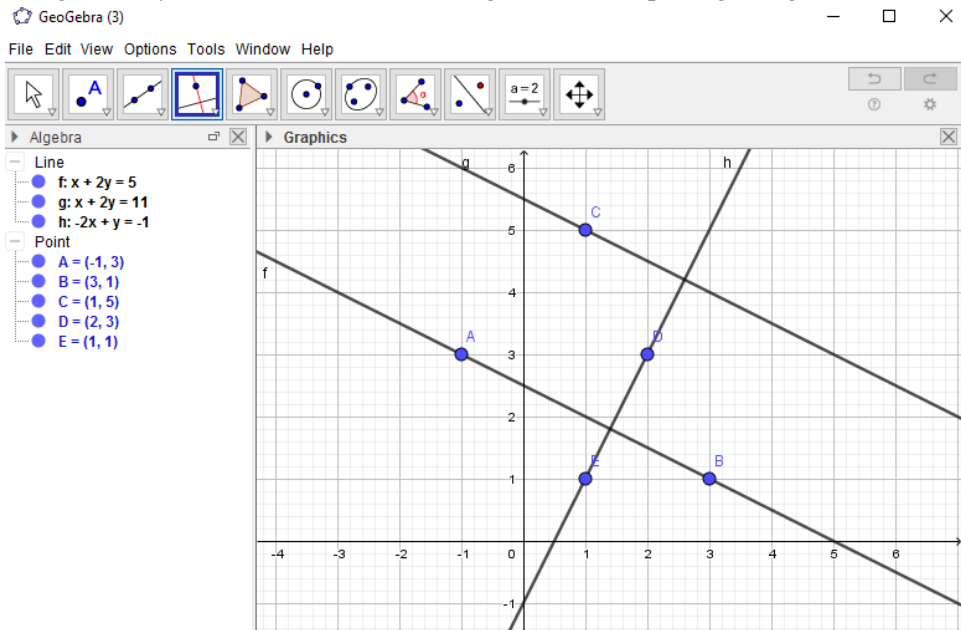 GeoGebra (3)
File Edit View Options Tools Window Help
A
α
a = 2
Algebra
Graphics
Line
f: x + 2y = 5
g: x + 2y = 11
h: -2x + y = -1
Point
A = (-1, 3)
B = (3, 1)
C = (1, 5)
D = (2, 3)
E = (1, 1)
g
6
h
C
5
f
4
A
3
D
2
E
B
1
-4 -3 -2 -1 0 1 2 3 4 5 6
-1